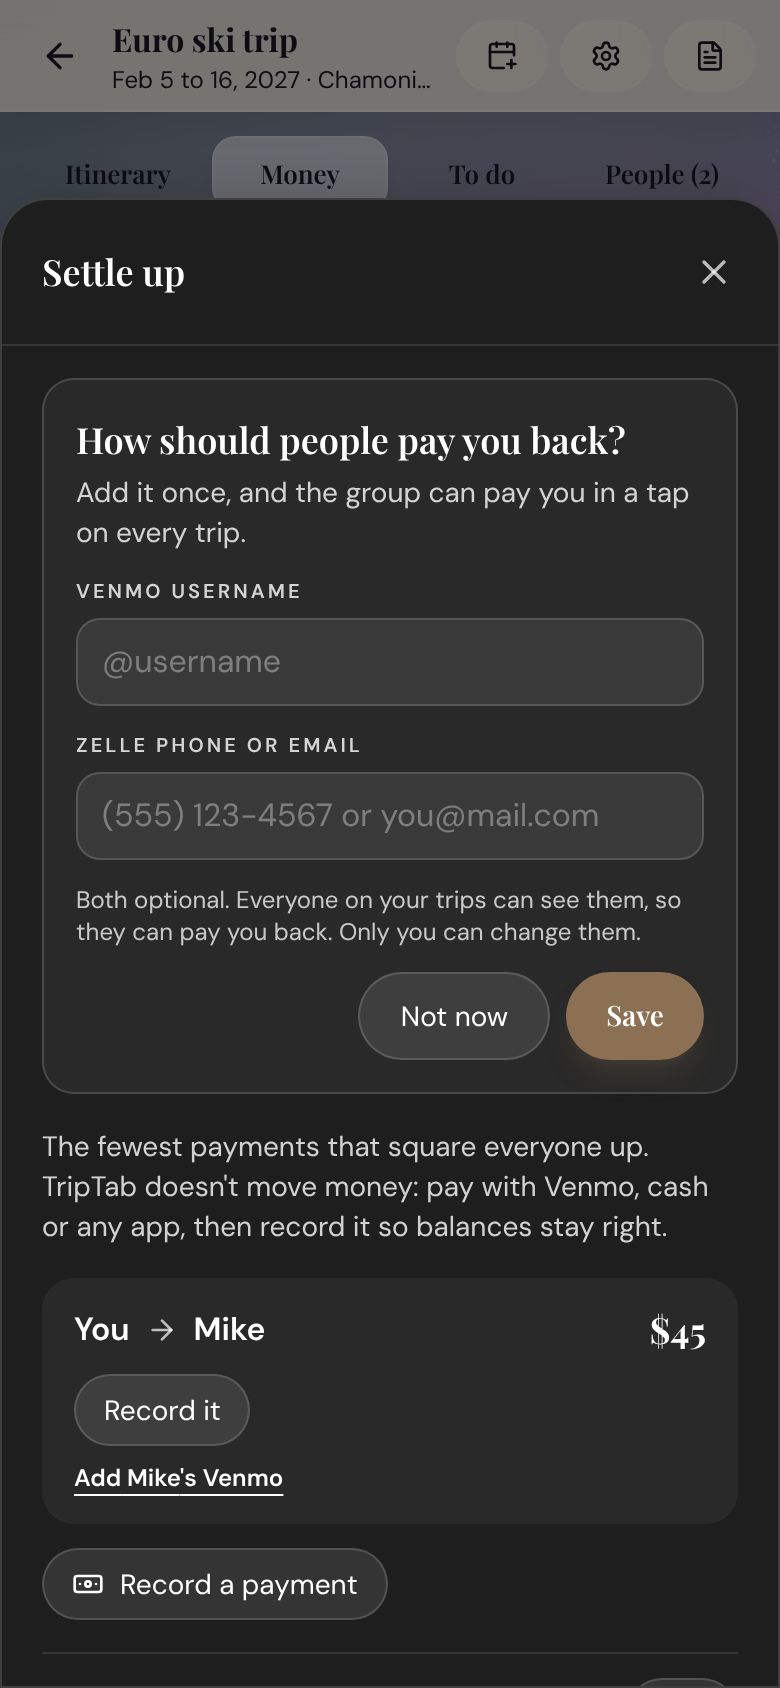 Euro ski trip
Feb 5 to 16, 2027 · Chamoni...
Itinerary
Money
To do
People (2)
Settle up
How should people pay you back?
Add it once, and the group can pay you in a tap
on every trip.
VENMO USERNAME
@username
ZELLE PHONE OR EMAIL
(555) 123-4567 or you@mail.com
Both optional. Everyone on your trips can see them, so
they can pay you back. Only you can change them.
Not now
Save
The fewest payments that square everyone up.
TripTab doesn't move money: pay with Venmo, cash
or any app, then record it so balances stay right.
You → Mike
$45
Record it
Add Mike's Venmo
Record a payment